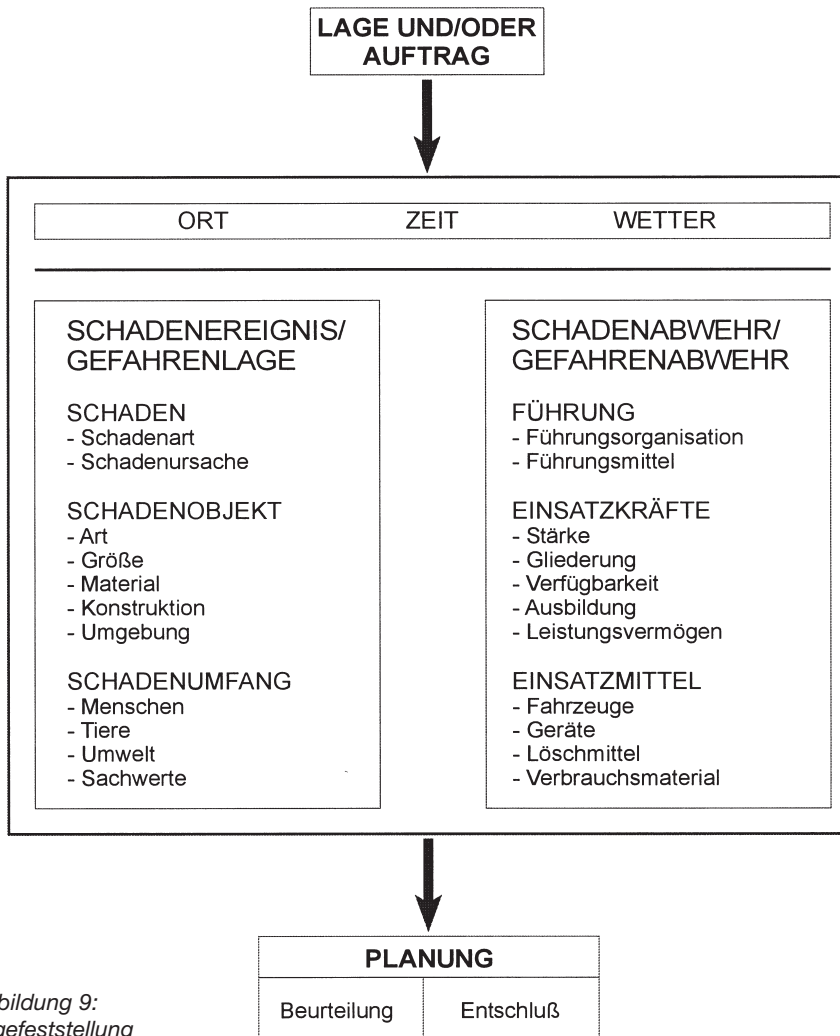 LAGE UND/ODER
AUFTRAG
ORT ZEIT WETTER
SCHADENEREIGNIS/
GEFAHRENLAGE
SCHADEN
- Schadenart
- Schadenursache
SCHADENOBJEKT
- Art
- Größe
- Material
- Konstruktion
- Umgebung
SCHADENUMFANG
- Menschen
- Tiere
- Umwelt
- Sachwerte
SCHADENABWEHR/
GEFAHRENABWEHR
FÜHRUNG
- Führungsorganisation
- Führungsmittel
EINSATZKRÄFTE
- Stärke
- Gliederung
- Verfügbarkeit
- Ausbildung
- Leistungsvermögen
EINSATZMITTEL
- Fahrzeuge
- Geräte
- Löschmittel
- Verbrauchsmaterial
PLANUNG
Beurteilung Entschluß
bildung 9:
gefeststellung